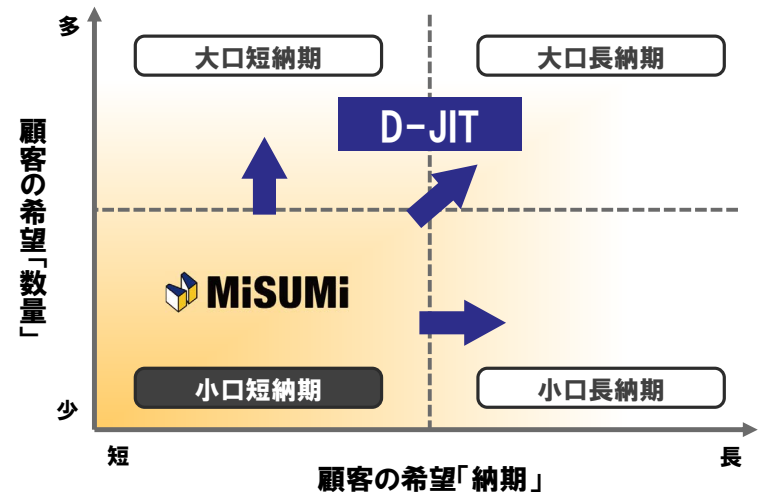 多
大口短納期
大口長納期
D-JIT
顧客の希望「数量」
MiSUMi
小口短納期
小口長納期
少
短
長
顧客の希望「納期」